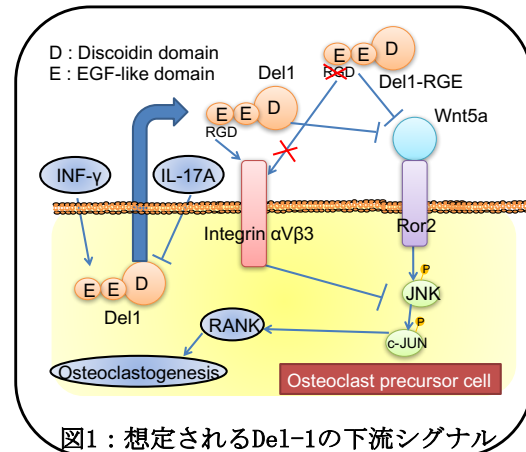 D : Discoidin domain
E : EGF-like domain
E E D
RGD
Del1-RGE
Del1
E E D
RGD
Wnt5a
INF-γ
IL-17A
Integrin αVβ3
Ror2
E E D
Del1
P
JNK
P
c-JUN
RANK
Osteoclastogenesis
Osteoclast precursor cell
図1：想定されるDel-1の下流シグナル